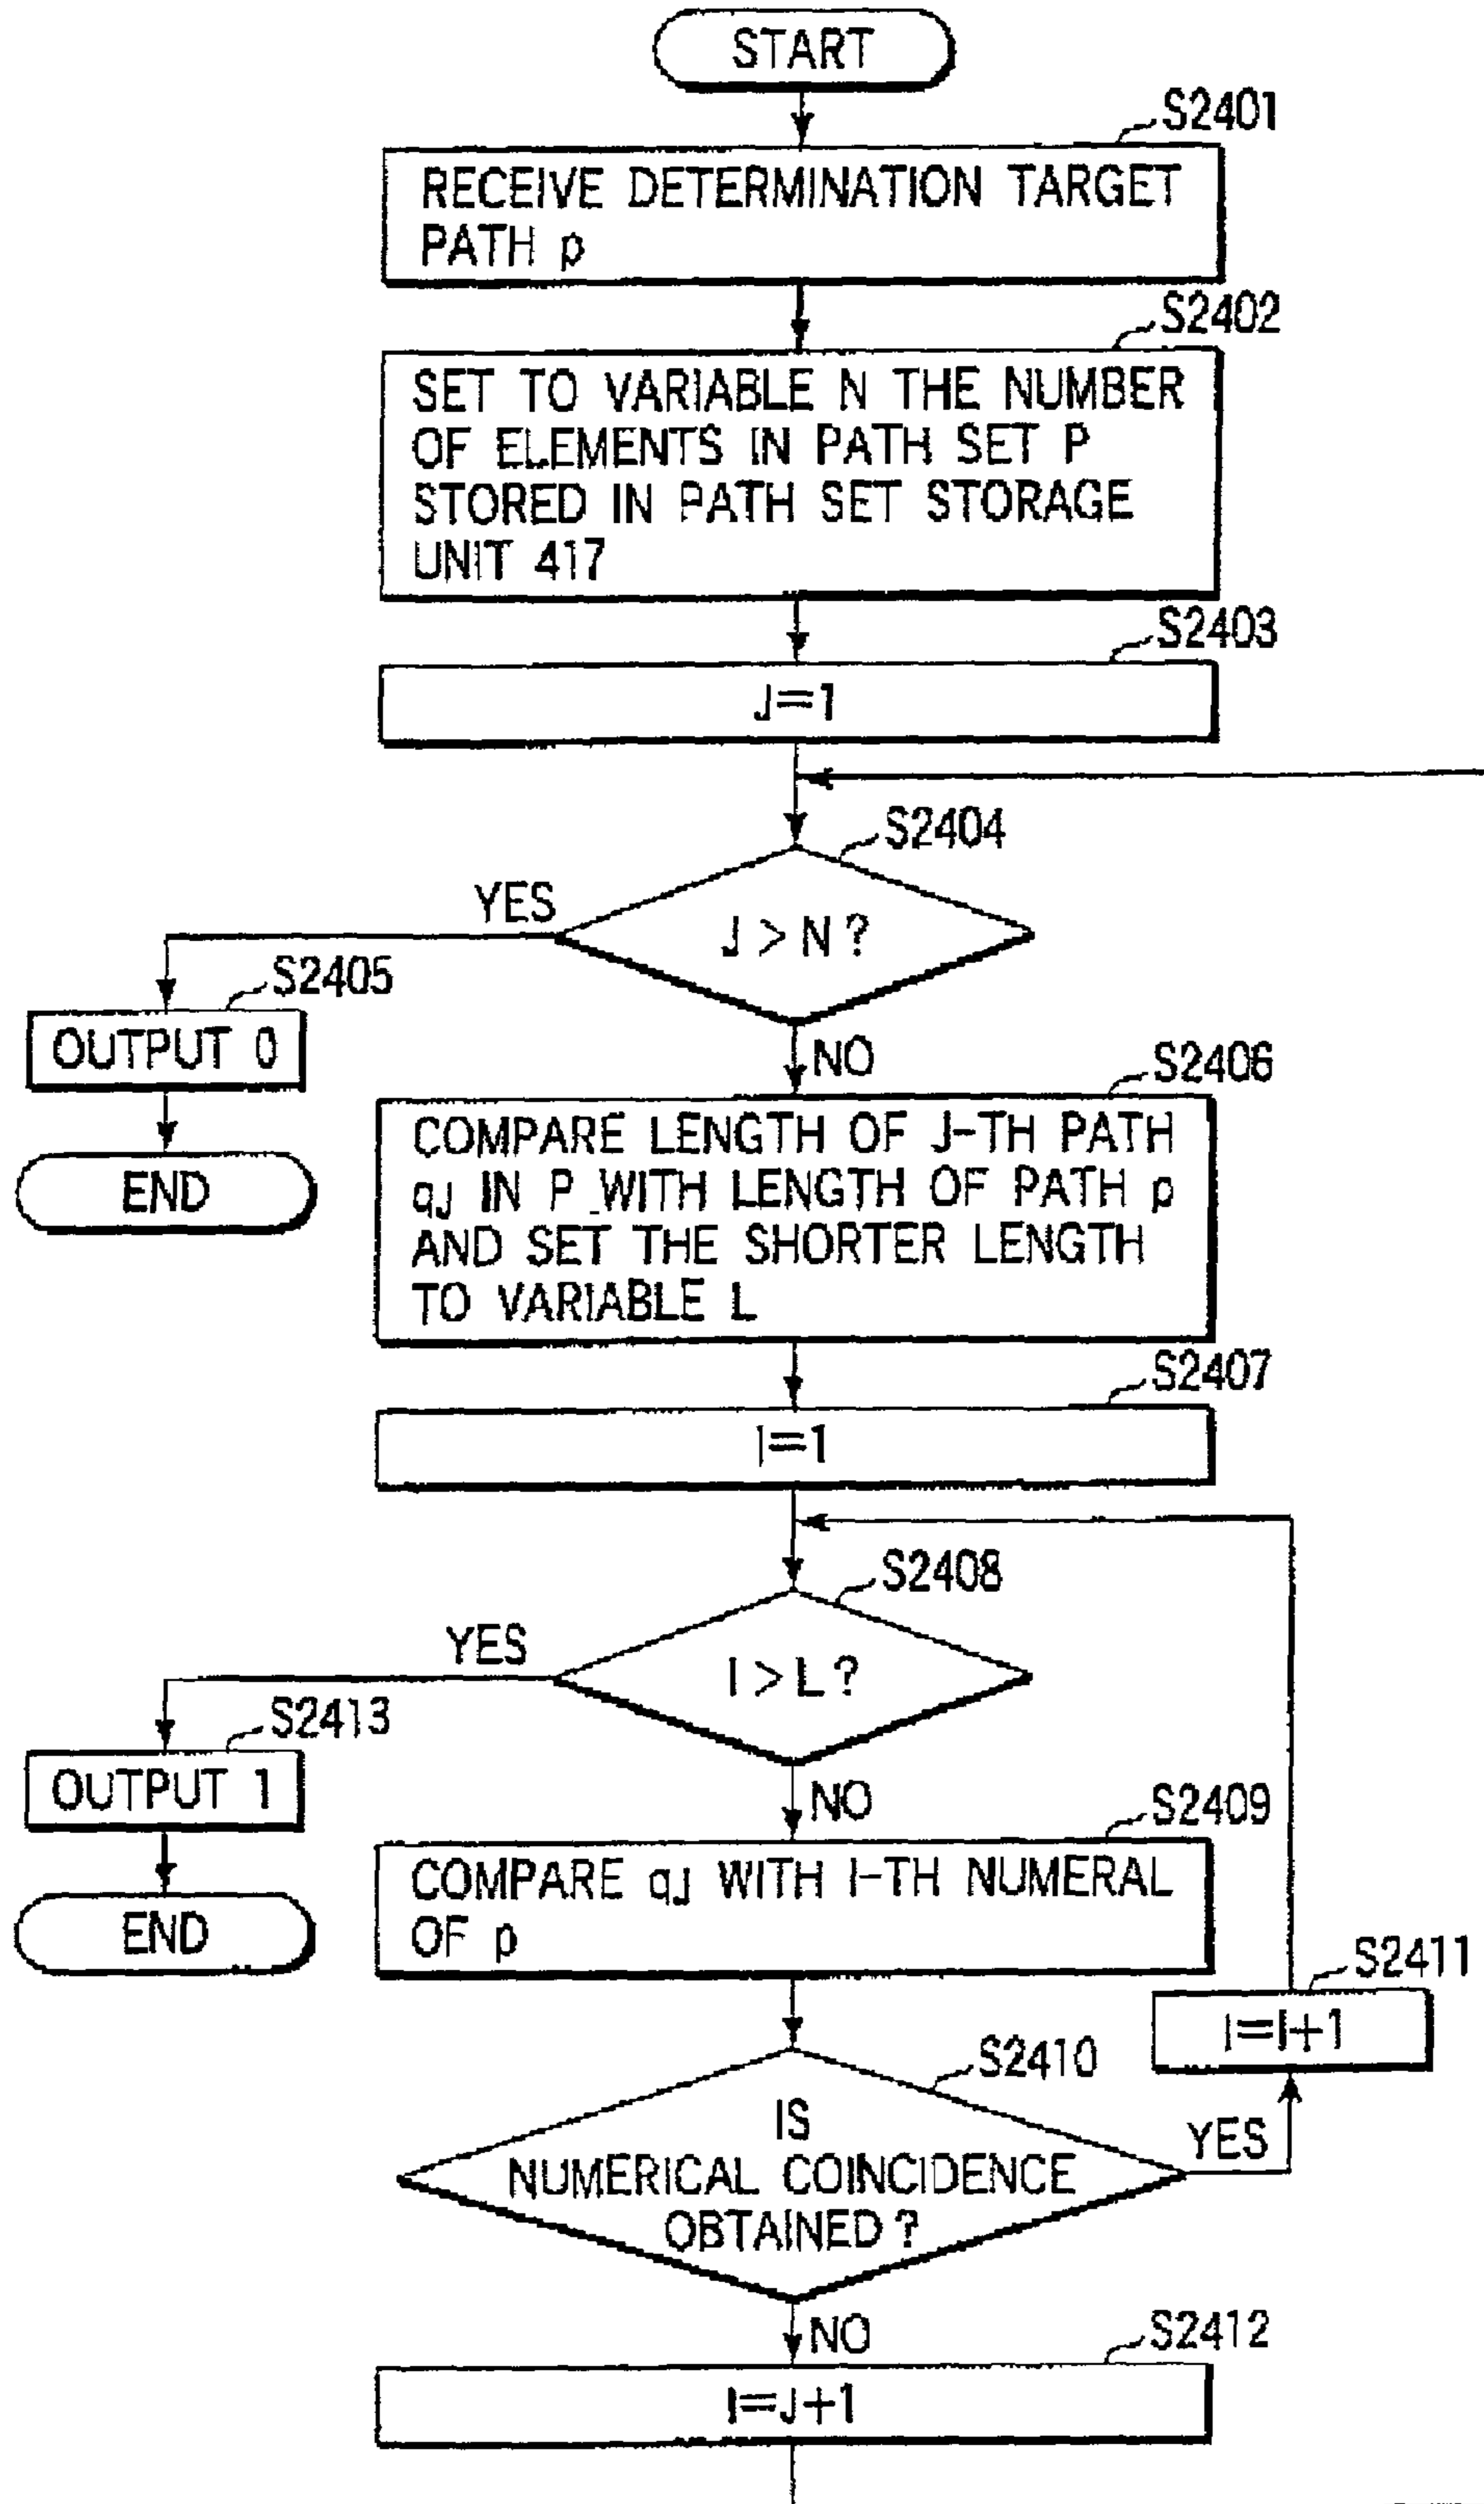 START
S2401
RECEIVE DETERMINATION TARGET
PATH p
S2402
SET TO VARIABLE N THE NUMBER
OF ELEMENTS IN PATH SET P
STORED IN PATH SET STORAGE
UNIT 417
S2403
J=1
S2404
J>N?
YES
S2405
OUTPUT 0
END
NO
S2406
COMPARE LENGTH OF J-TH PATH
qJ IN P WITH LENGTH OF PATH p
AND SET THE SHORTER LENGTH
TO VARIABLE L
S2407
I=1
S2408
I>L?
YES
S2413
OUTPUT 1
END
NO
S2409
COMPARE qJ WITH I-TH NUMERAL
OF p
S2411
I=I+1
S2410
IS
NUMERICAL COINCIDENCE
OBTAINED?
YES
NO
S2412
I=J+1